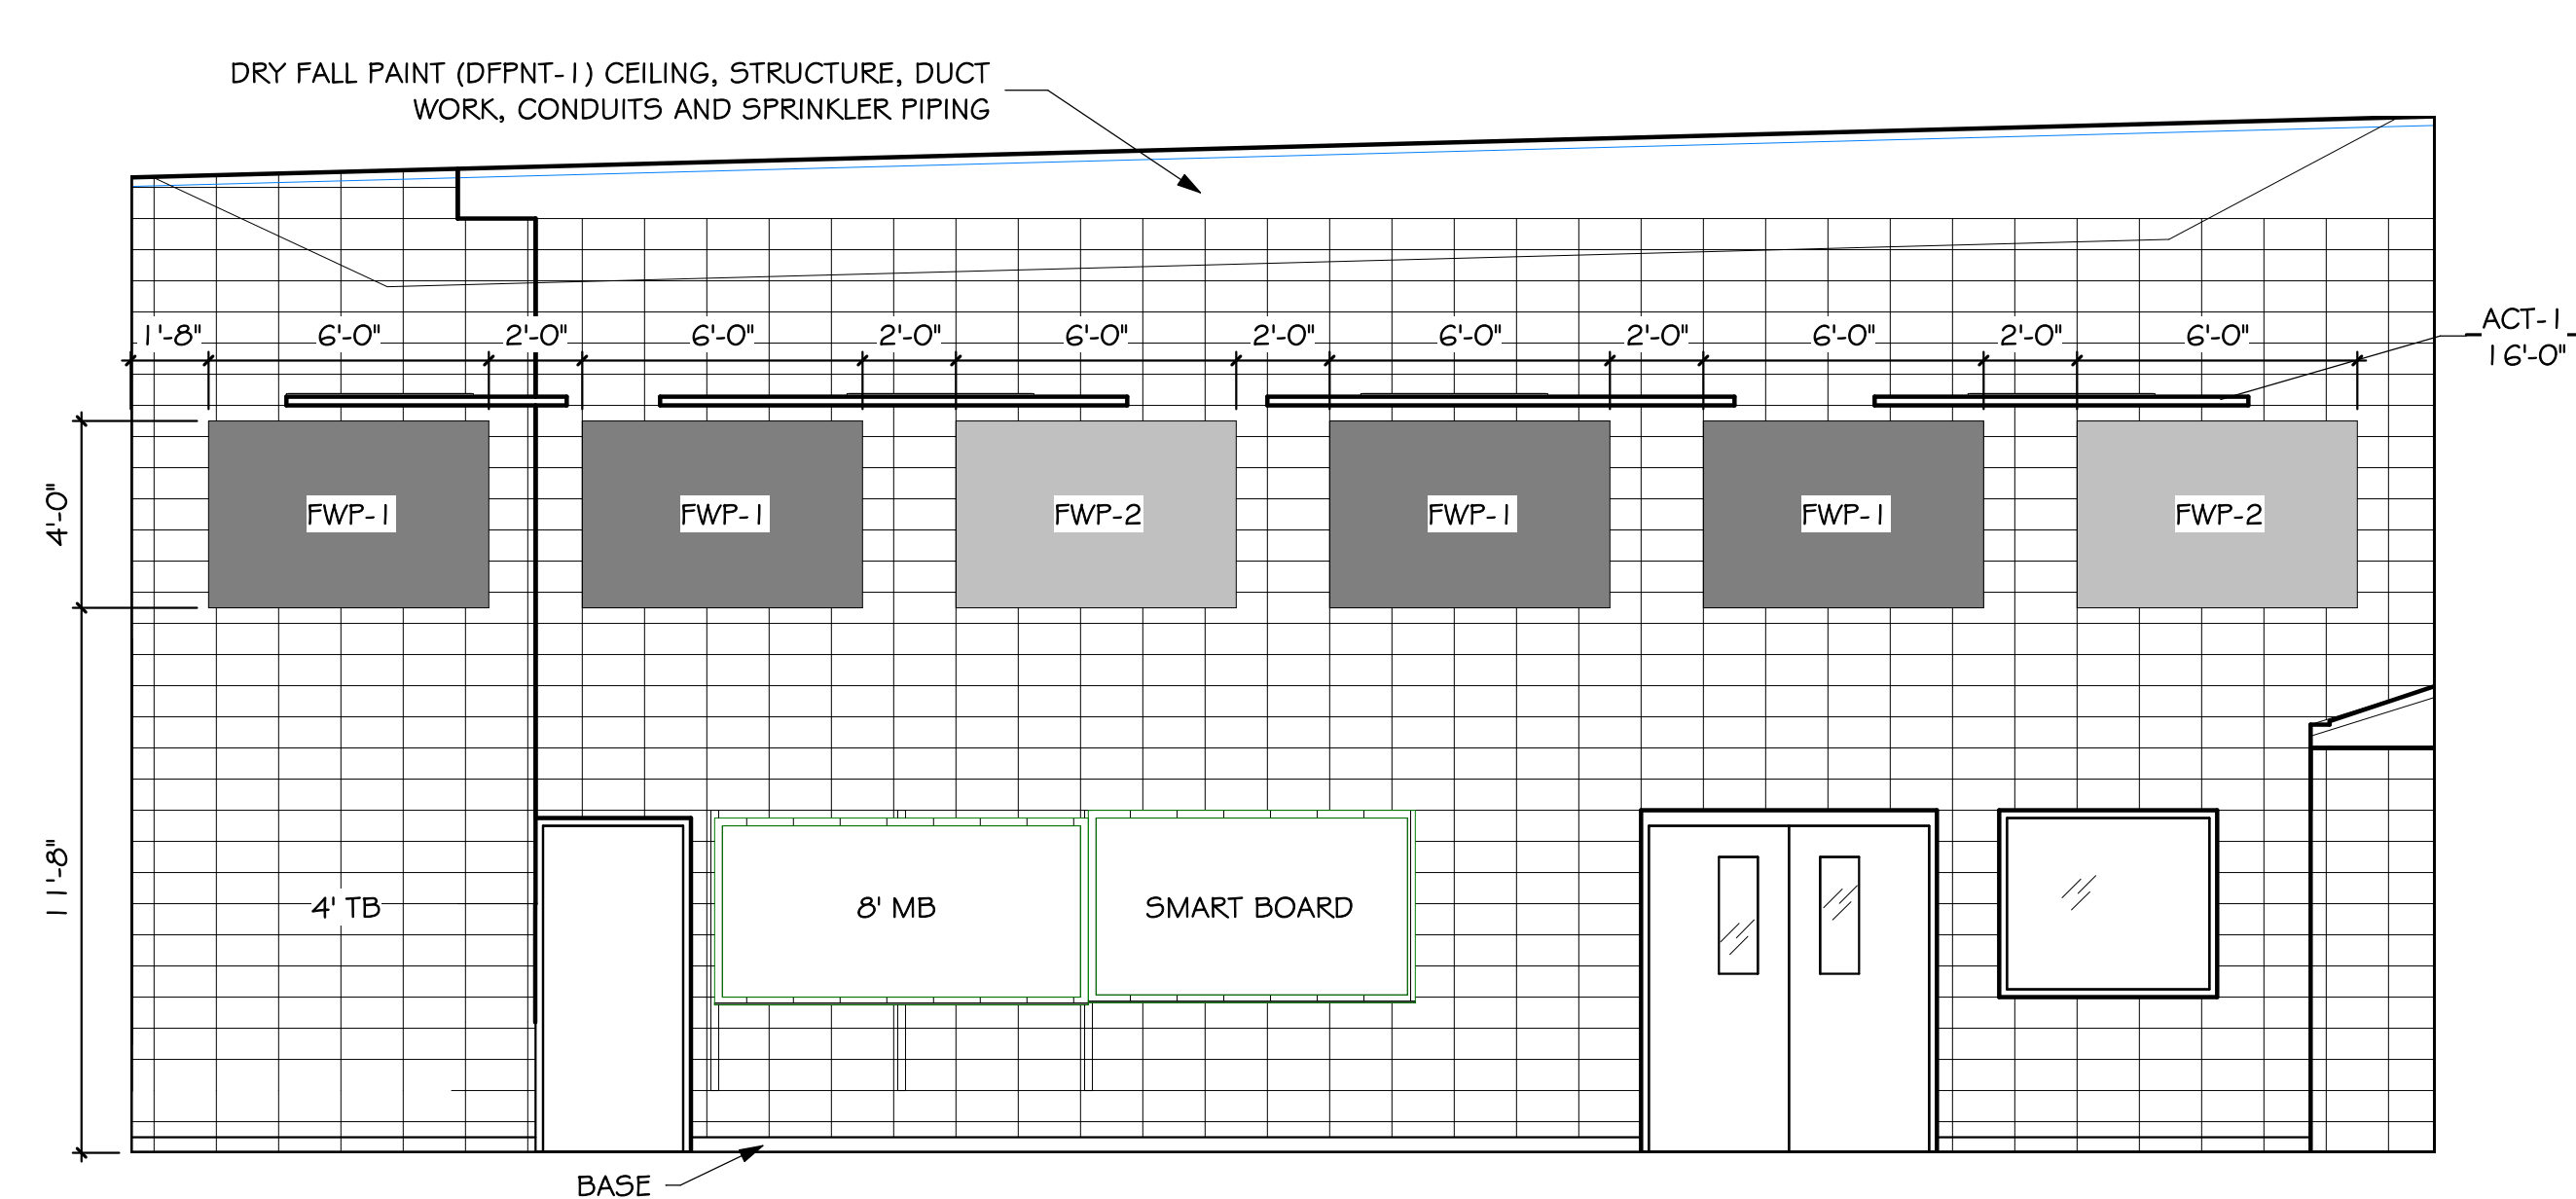 DRY FALL PAINT (DFPNT-1) CEILING, STRUCTURE, DUCT
WORK, CONDUITS AND SPRINKLER PIPING
1'-8" 6'-0" 2'-0" 6'-0" 2'-0" 6'-0" 2'-0" 6'-0" 2'-0" 6'-0" 2'-0" 6'-0"
ACT-1
16'-0"
4'-0"
FWP-1 FWP-1 FWP-2 FWP-1 FWP-1 FWP-2
11'-8"
4' TB 8' MB SMART BOARD
BASE